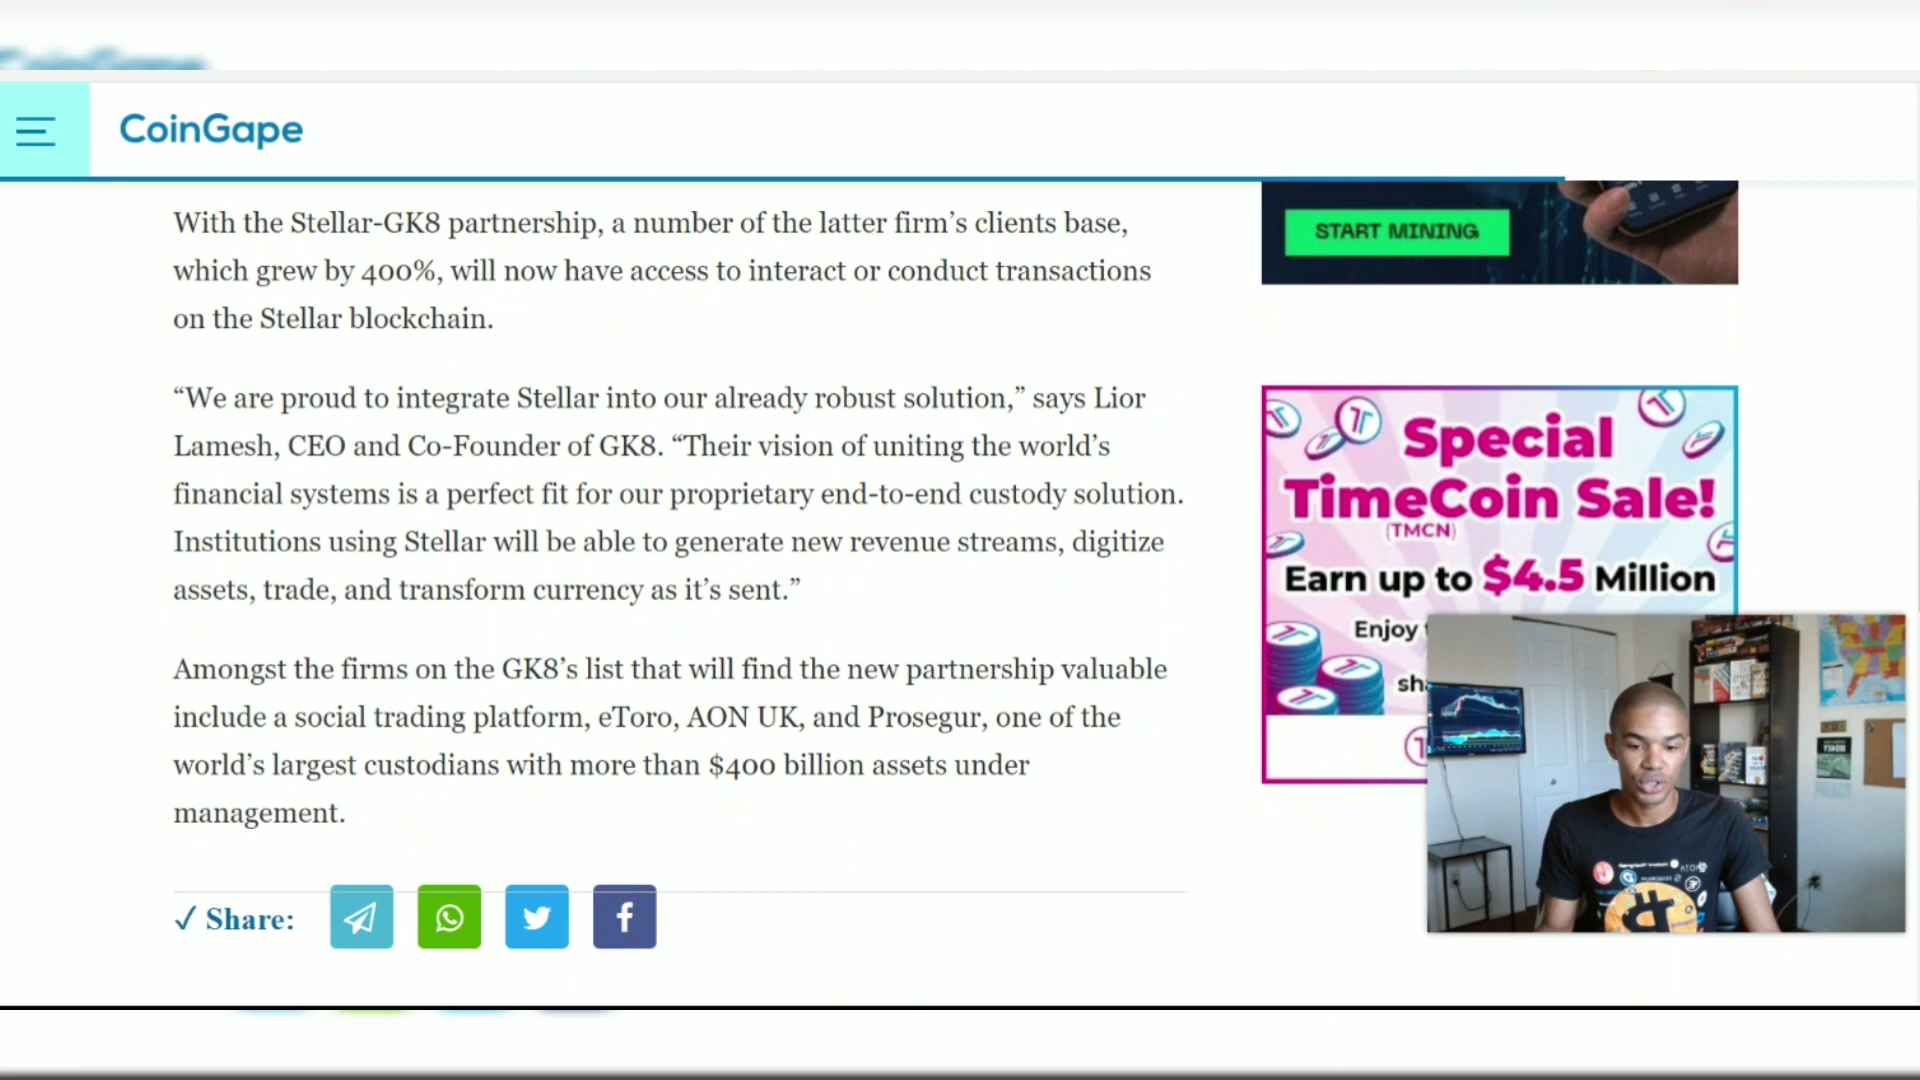 CoinGape
With the Stellar-GK8 partnership, a number of the latter firm’s clients base,
which grew by 400%, will now have access to interact or conduct transactions
on the Stellar blockchain.
“We are proud to integrate Stellar into our already robust solution,” says Lior
Lamesh, CEO and Co-Founder of GK8. “Their vision of uniting the world’s
financial systems is a perfect fit for our proprietary end-to-end custody solution.
Institutions using Stellar will be able to generate new revenue streams, digitize
assets, trade, and transform currency as it’s sent.”
Amongst the firms on the GK8’s list that will find the new partnership valuable
include a social trading platform, eToro, AON UK, and Prosegur, one of the
world’s largest custodians with more than $400 billion assets under
management.
✓ Share:
START MINING
Special
TimeCoin Sale!
(TMCN)
Earn up to $4.5 Million
Enjoy